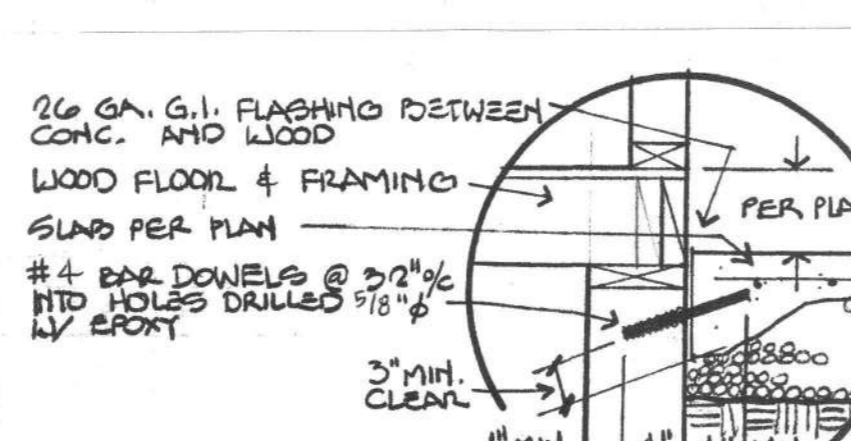 26 GA. G.I. FLASHING BETWEEN
CONC. AND WOOD
WOOD FLOOR & FRAMING
SLAB PER PLAN
PER PLA
#4 BAR DOWELS @ 32" o/c
INTO HOLES DRILLED 5/8" ø
W/ EPOXY
3" MIN.
CLEAR